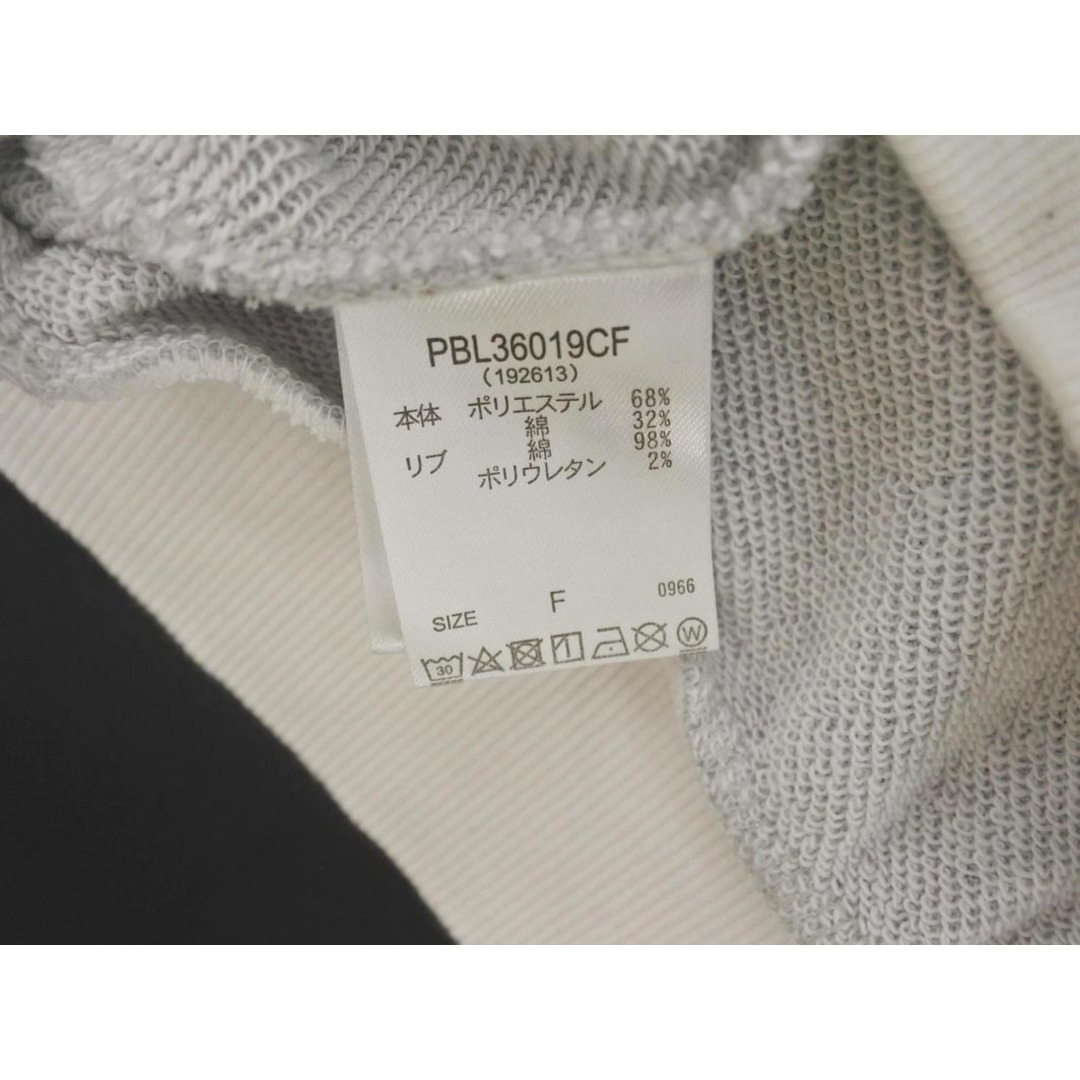 PBL36019CF
(192613)
本体 ポリエステル 68%
綿 32%
リブ 綿 98%
ポリウレタン 2%
0966
SIZE F
30 W